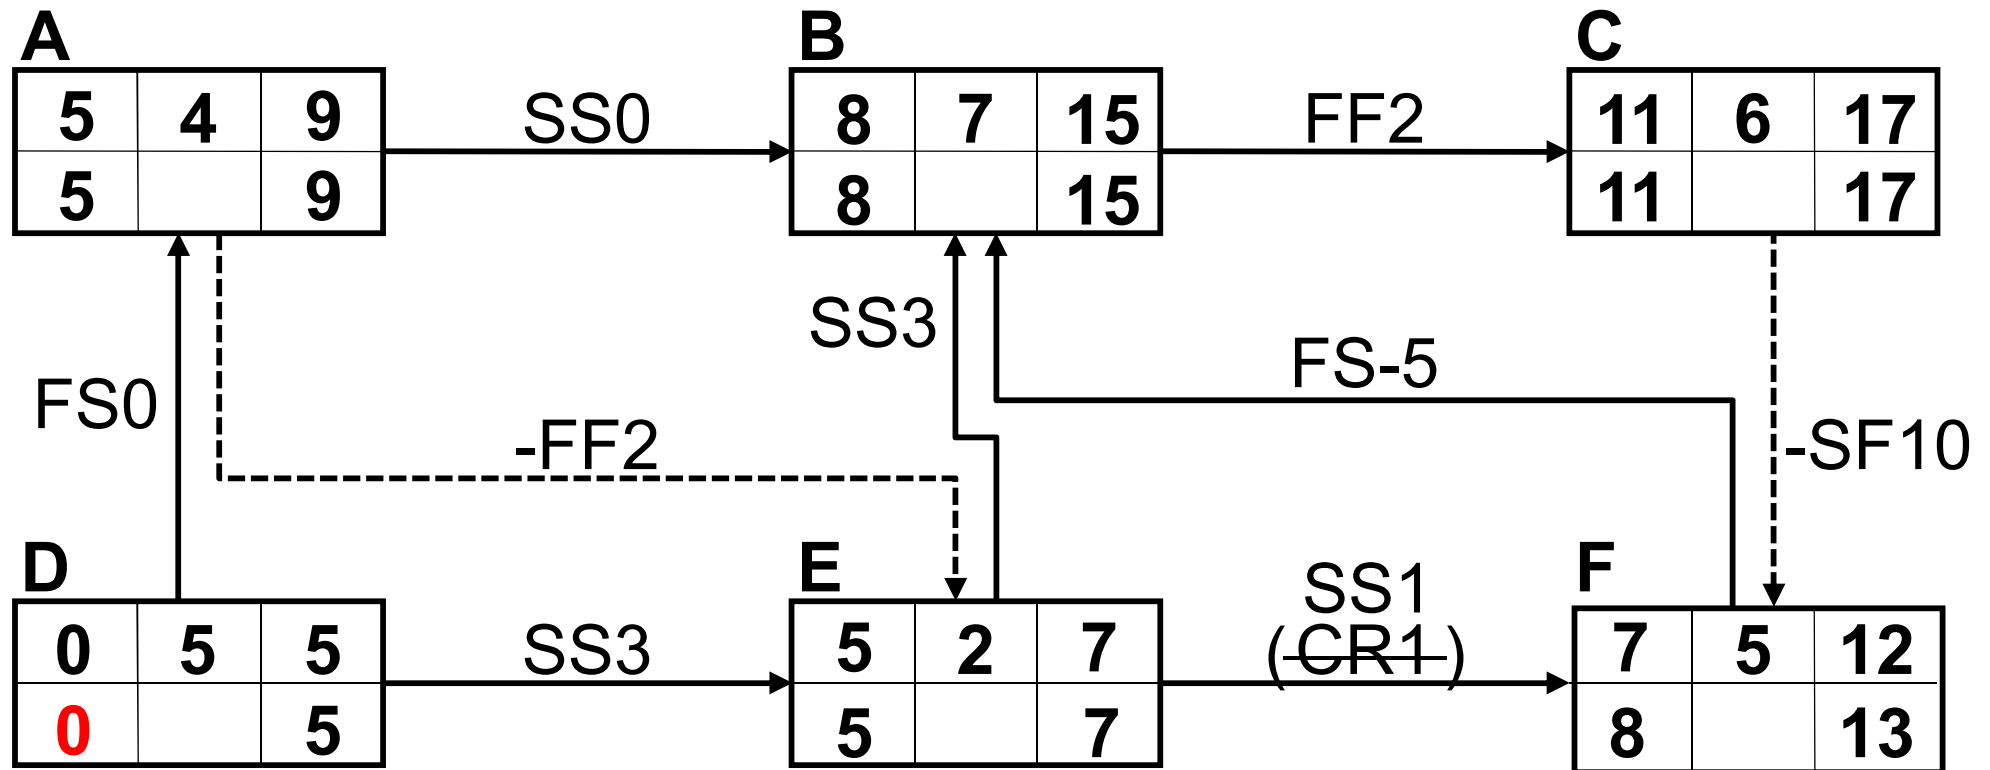 A B C
5 4 9 SS0 8 7 15 FF2 11 6 17
5 9 8 15 11 17
SS3
FS-5
FS0
-FF2 -SF10
D E F
SS1
0 5 5 SS3 5 2 7 (CR1) 7 5 12
0 5 5 7 8 13